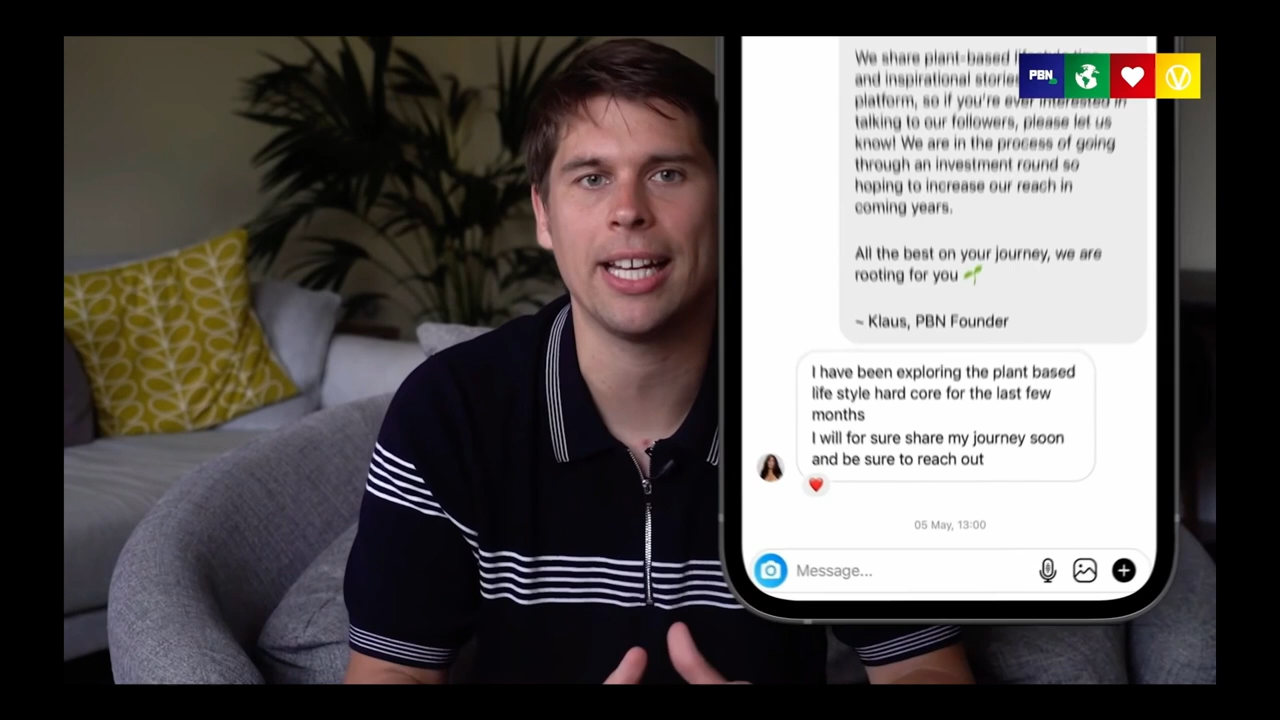 We share plant-based lifestyle tips
and inspirational stories
platform, so if you're ever interested in
talking to our followers, please let us
know! We are in the process of going
through an investment round so
hoping to increase our reach in
coming years.
All the best on your journey, we are
rooting for you
~ Klaus, PBN Founder
I have been exploring the plant based
life style hard core for the last few
months
I will for sure share my journey soon
and be sure to reach out
05 May, 13:00
Message...
PBN